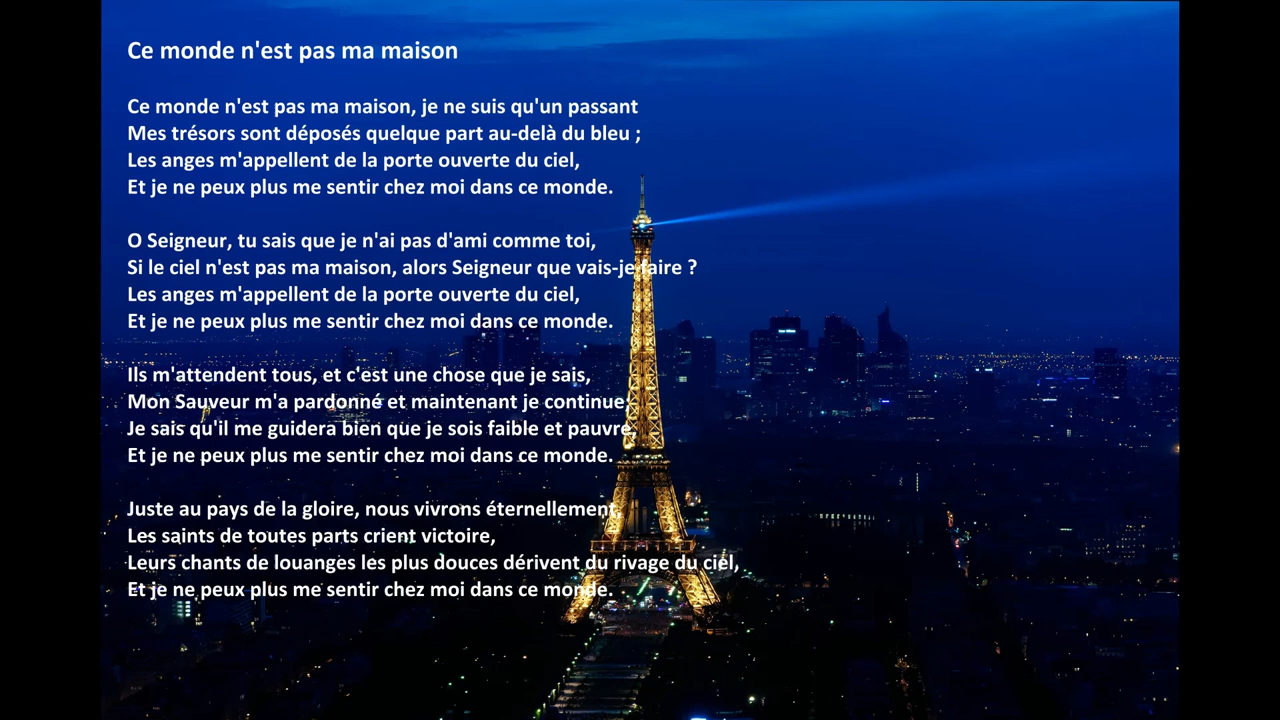 Ce monde n'est pas ma maison
Ce monde n'est pas ma maison, je ne suis qu'un passant
Mes trésors sont déposés quelque part au-delà du bleu ;
Les anges m'appellent de la porte ouverte du ciel,
Et je ne peux plus me sentir chez moi dans ce monde.
O Seigneur, tu sais que je n'ai pas d'ami comme toi,
Si le ciel n'est pas ma maison, alors Seigneur que vais-je faire ?
Les anges m'appellent de la porte ouverte du ciel,
Et je ne peux plus me sentir chez moi dans ce monde.
Ils m'attendent tous, et c'est une chose que je sais,
Mon Sauveur m'a pardonné et maintenant je continue;
Je sais qu'il me guidera bien que je sois faible et pauvre,
Et je ne peux plus me sentir chez moi dans ce monde.
Juste au pays de la gloire, nous vivrons éternellement,
Les saints de toutes parts crient victoire,
Leurs chants de louanges les plus douces dérivent du rivage du ciel,
Et je ne peux plus me sentir chez moi dans ce monde.